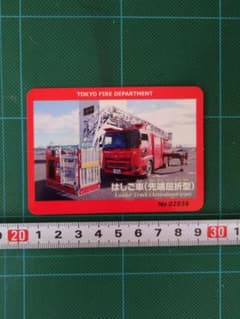 TOKYO FIRE DEPARTMENT
はしご車(先端屈折型)
Ladder Truck (Articulated-type)
No.02836
20 1 2 3 4 5 6 7 8 9 30 1